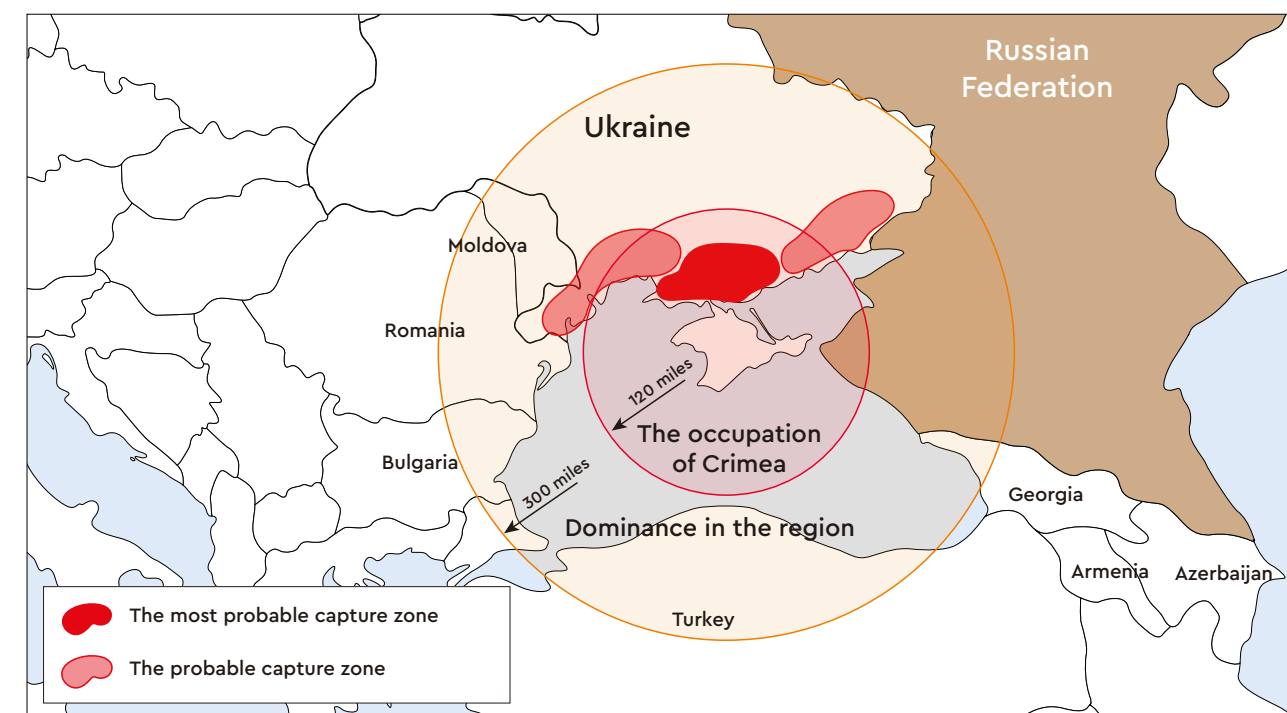 Russian
Federation
Ukraine
Moldova
Romania
120 miles
The occupation
of Crimea
Bulgaria
300 miles
Georgia
Dominance in the region
Armenia
Azerbaijan
Turkey
The most probable capture zone
The probable capture zone